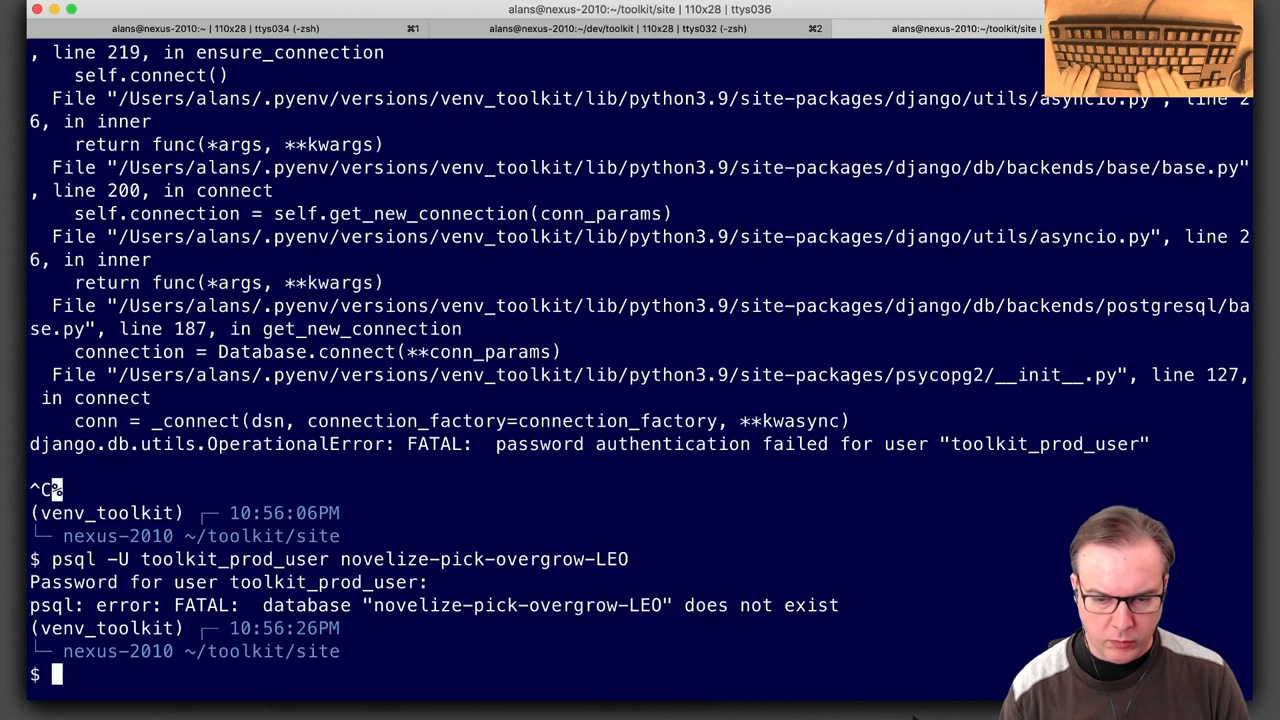 alans@nexus-2010:~/toolkit/site | 110x28 | ttys036
alans@nexus-2010:~ | 110x28 | ttys034 (-zsh) ⌘1 alans@nexus-2010:~/dev/toolkit | 110x28 | ttys032 (-zsh) ⌘2 alans@nexus-2010:~/toolkit/site |
, line 219, in ensure_connection
self.connect()
File "/Users/alans/.pyenv/versions/venv_toolkit/lib/python3.9/site-packages/django/utils/asyncio.py", line 2
6, in inner
return func(*args, **kwargs)
File "/Users/alans/.pyenv/versions/venv_toolkit/lib/python3.9/site-packages/django/db/backends/base/base.py"
, line 200, in connect
self.connection = self.get_new_connection(conn_params)
File "/Users/alans/.pyenv/versions/venv_toolkit/lib/python3.9/site-packages/django/utils/asyncio.py", line 2
6, in inner
return func(*args, **kwargs)
File "/Users/alans/.pyenv/versions/venv_toolkit/lib/python3.9/site-packages/django/db/backends/postgresql/ba
se.py", line 187, in get_new_connection
connection = Database.connect(**conn_params)
File "/Users/alans/.pyenv/versions/venv_toolkit/lib/python3.9/site-packages/psycopg2/__init__.py", line 127,
in connect
conn = _connect(dsn, connection_factory=connection_factory, **kwasync)
django.db.utils.OperationalError: FATAL:  password authentication failed for user "toolkit_prod_user"
^C%
(venv_toolkit) ┌─ 10:56:06PM
└─ nexus-2010 ~/toolkit/site
$ psql -U toolkit_prod_user novelize-pick-overgrow-LEO
Password for user toolkit_prod_user:
psql: error: FATAL:  database "novelize-pick-overgrow-LEO" does not exist
(venv_toolkit) ┌─ 10:56:26PM
└─ nexus-2010 ~/toolkit/site
$